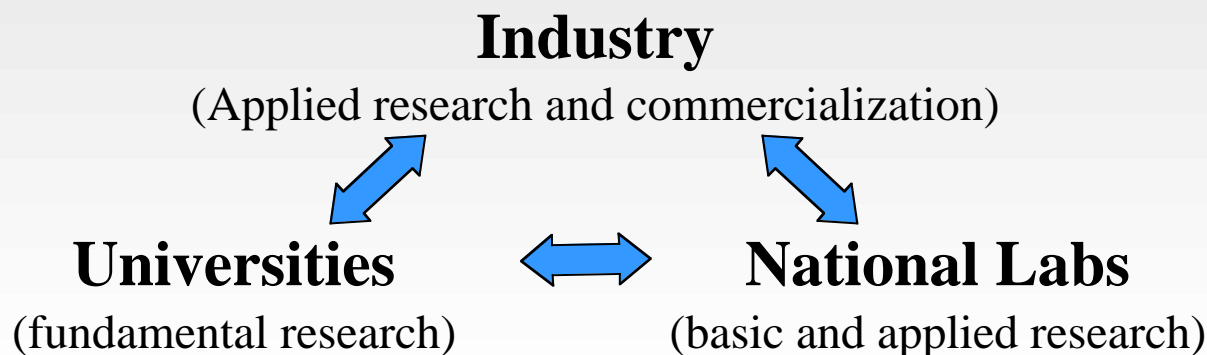 Industry
(Applied research and commercialization)
Universities
National Labs
(fundamental research)
(basic and applied research)